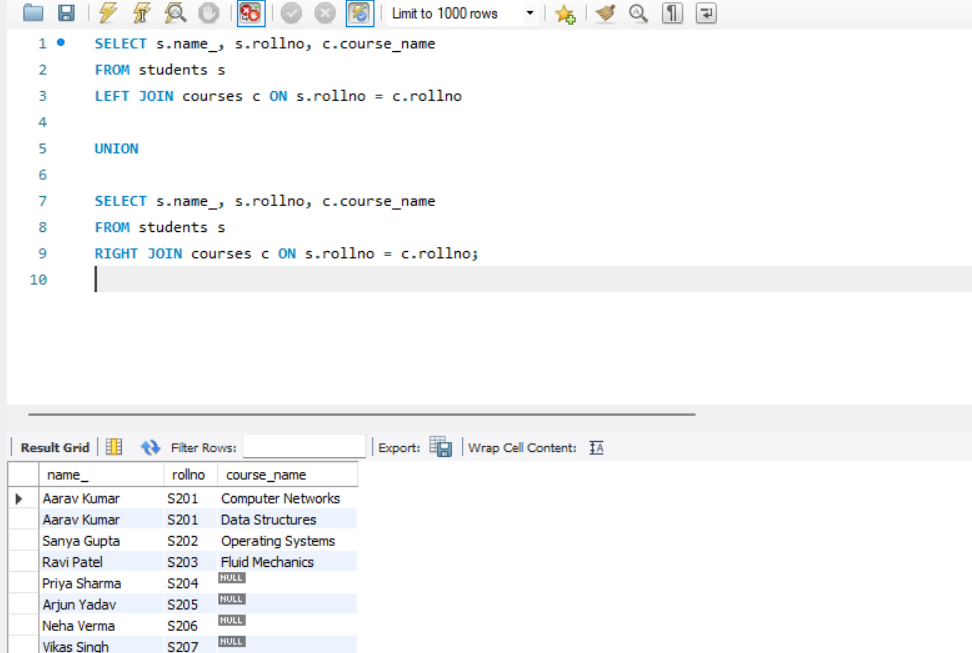 Limit to 1000 rows
1 SELECT s.name_, s.rollno, c.course_name
2 FROM students s
3 LEFT JOIN courses c ON s.rollno = c.rollno
4
5 UNION
6
7 SELECT s.name_, s.rollno, c.course_name
8 FROM students s
9 RIGHT JOIN courses c ON s.rollno = c.rollno;
10
Result Grid Filter Rows: Export: Wrap Cell Content:
name_ rollno course_name
Aarav Kumar S201 Computer Networks
Aarav Kumar S201 Data Structures
Sanya Gupta S202 Operating Systems
Ravi Patel S203 Fluid Mechanics
Priya Sharma S204 NULL
Arjun Yadav S205 NULL
Neha Verma S206 NULL
Vikas Singh S207 NULL